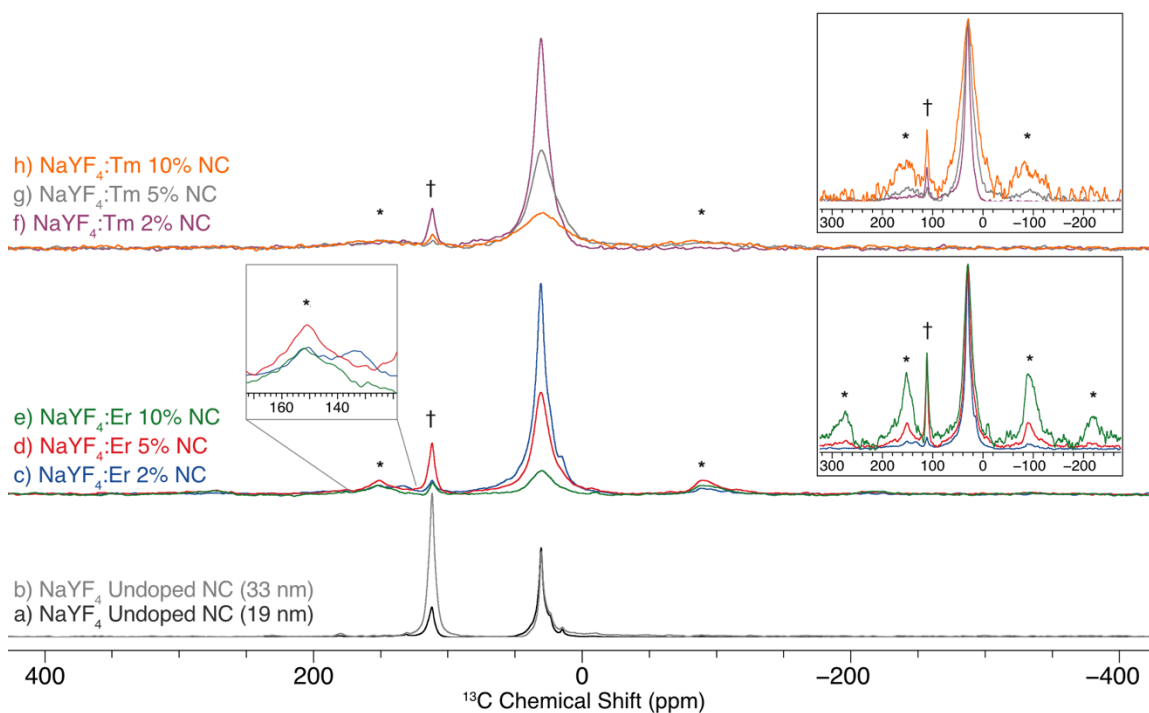 †
*
*
300 200 100 0 −100 −200
h) NaYF₄:Tm 10% NC
g) NaYF₄:Tm 5% NC
f) NaYF₄:Tm 2% NC
†
*
*
*
160 140
†
*
*
*
*
300 200 100 0 −100 −200
e) NaYF₄:Er 10% NC
d) NaYF₄:Er 5% NC
c) NaYF₄:Er 2% NC
†
*
*
b) NaYF₄ Undoped NC (33 nm)
a) NaYF₄ Undoped NC (19 nm)
400 200 0 −200 −400
¹³C Chemical Shift (ppm)